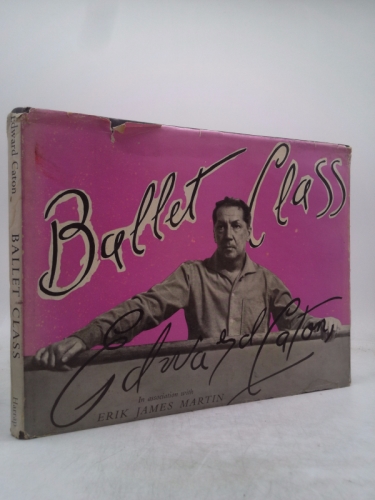 Edward Caton
BALLET CLASS
Ballet Class
Edward Caton
In association with
ERIK JAMES MARTIN